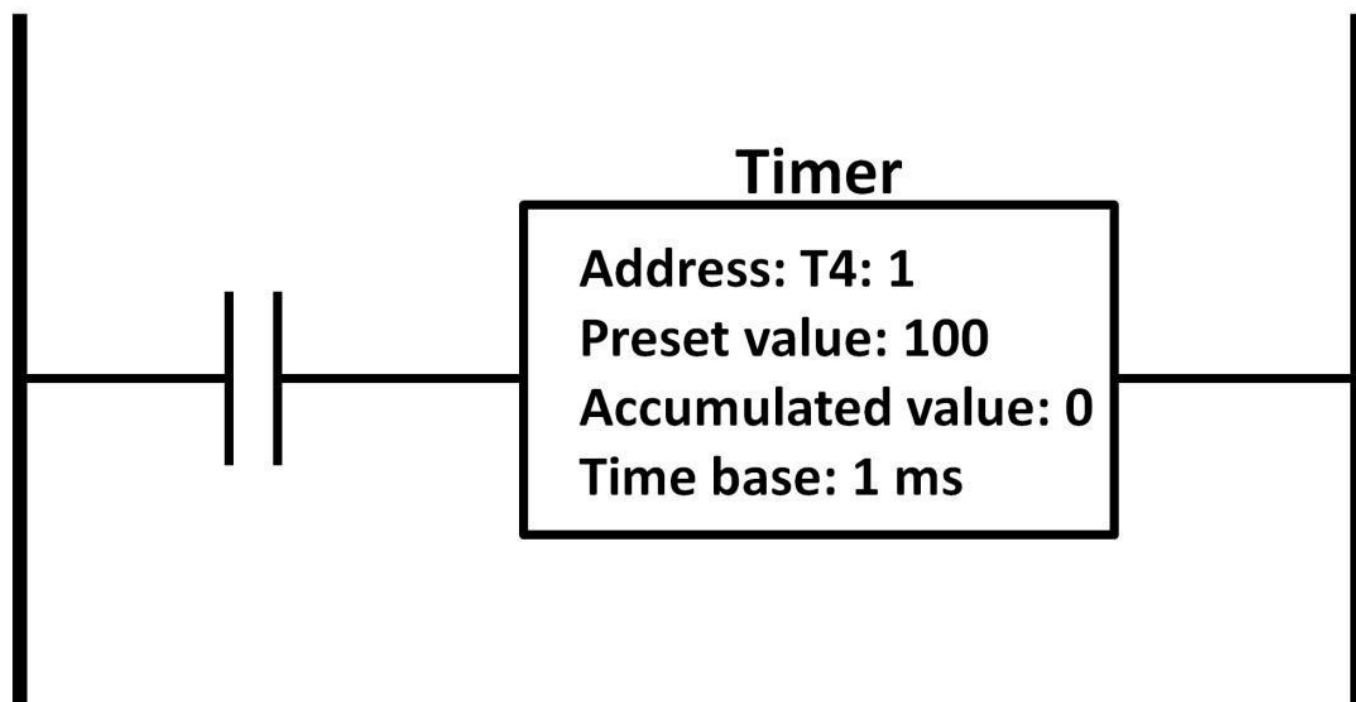 Timer
Address: T4: 1
Preset value: 100
Accumulated value: 0
Time base: 1 ms